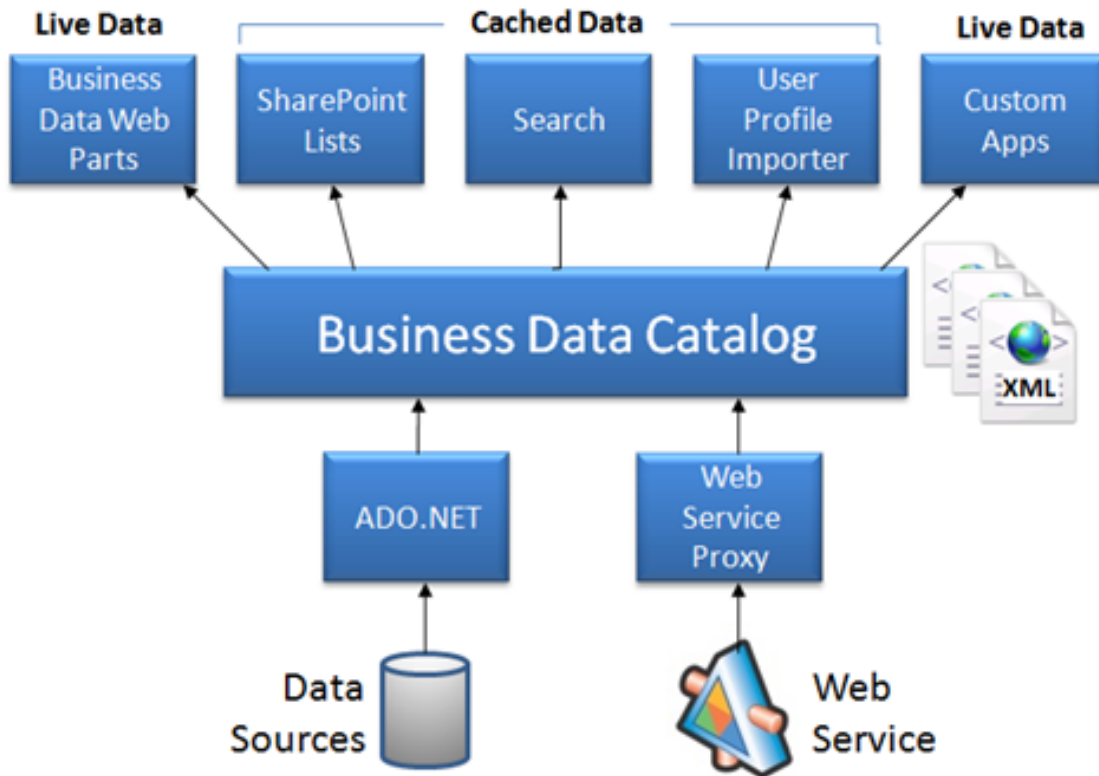 Live Data
Cached Data
Live Data
Business
Data Web
Parts
SharePoint
Lists
Search
User
Profile
Importer
Custom
Apps
Business Data Catalog
<>
XML
ADO.NET
Web
Service
Proxy
Data
Sources
Web
Service